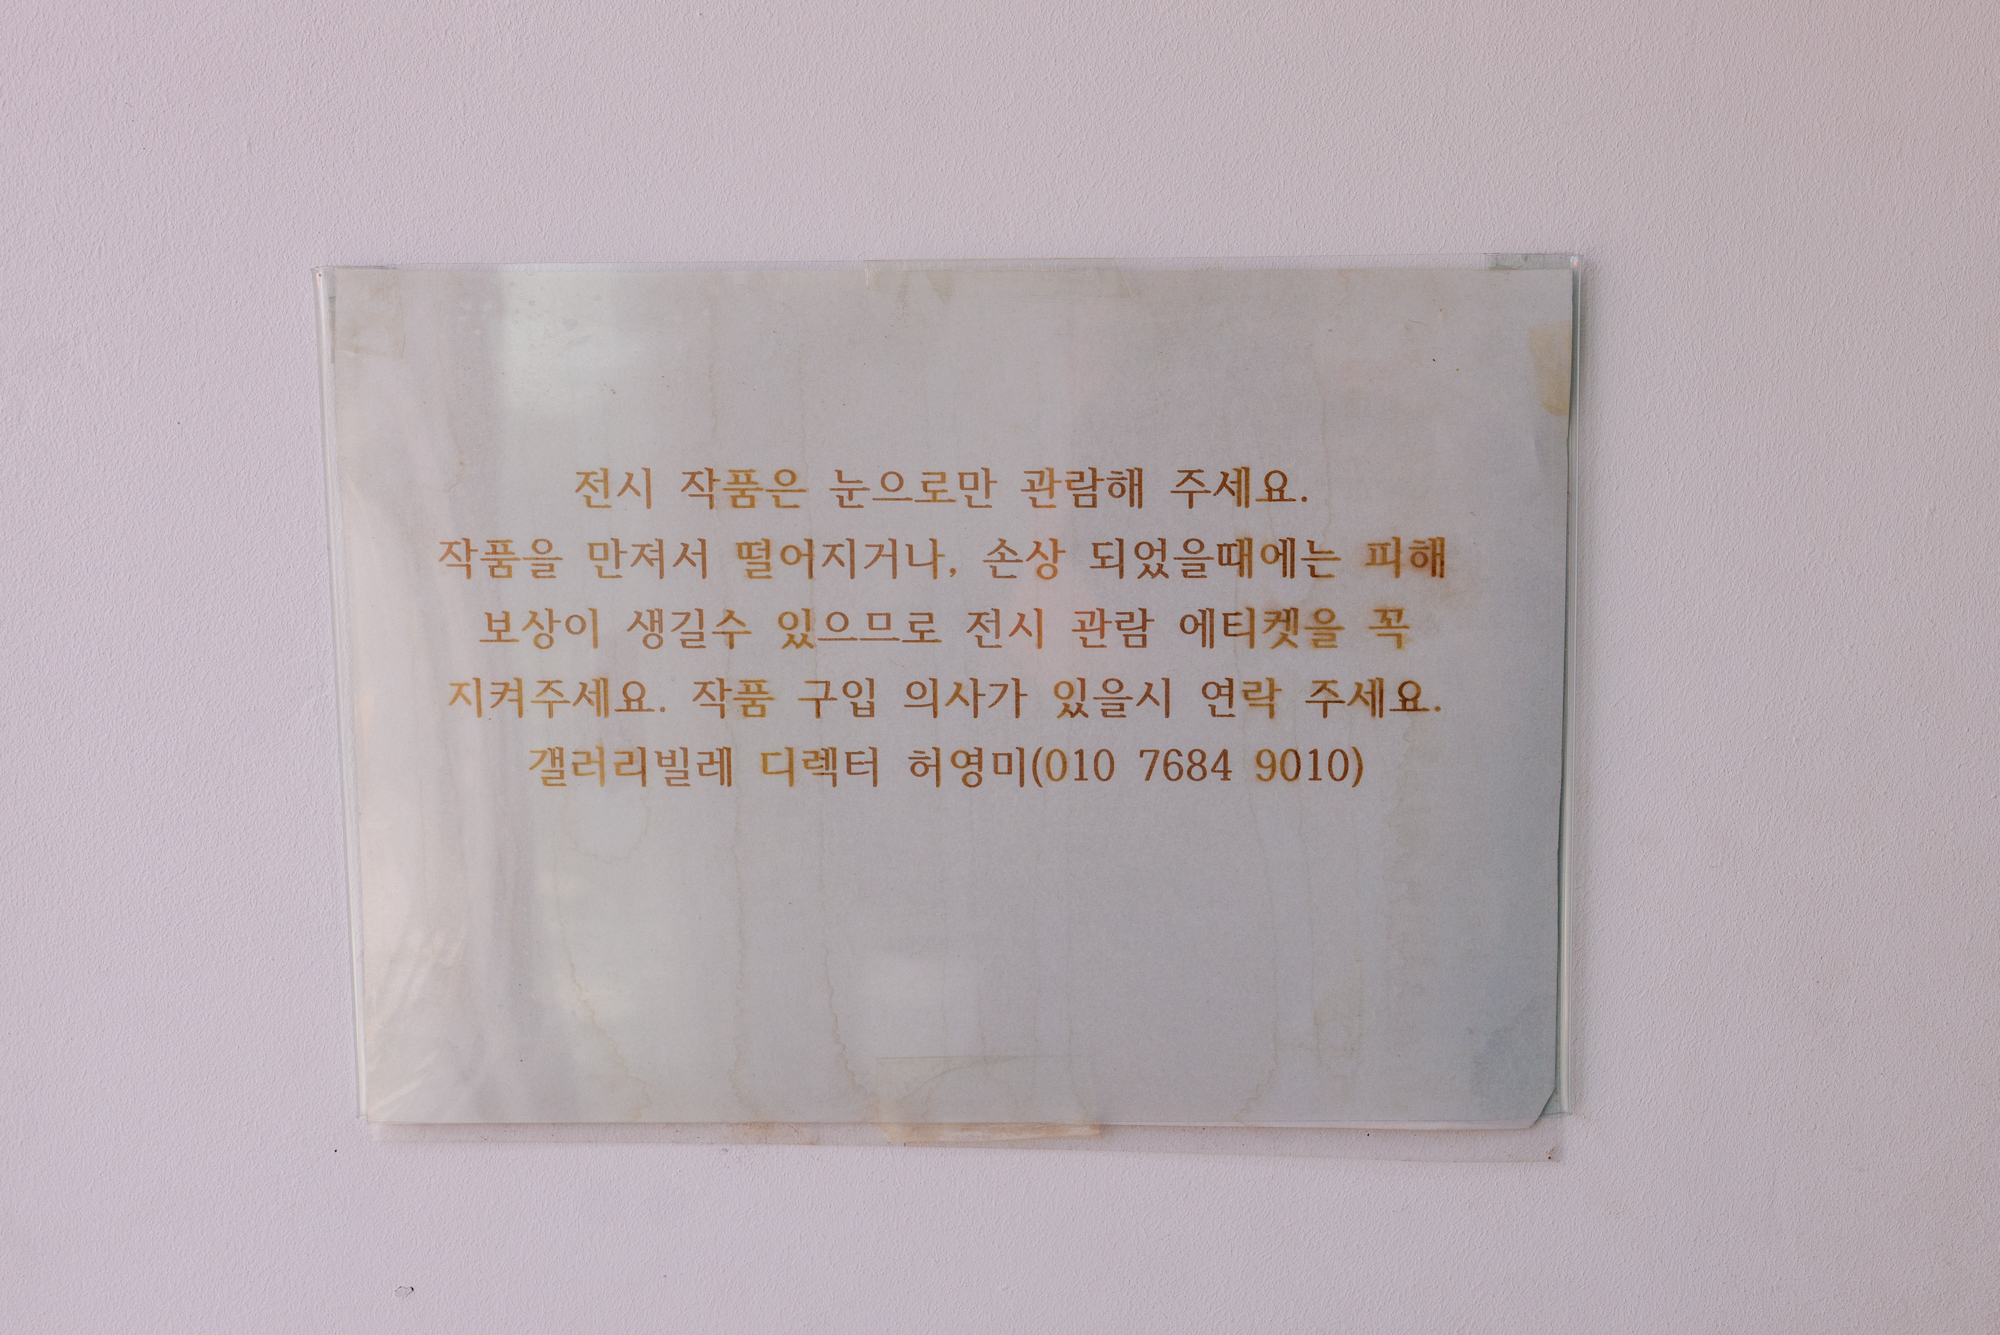 전시 작품은 눈으로만 관람해 주세요.
작품을 만져서 떨어지거나, 손상 되었을때에는 피해
보상이 생길수 있으므로 전시 관람 에티켓을 꼭
지켜주세요. 작품 구입 의사가 있을시 연락 주세요.
갤러리빌레 디렉터 허영미(010 7684 9010)